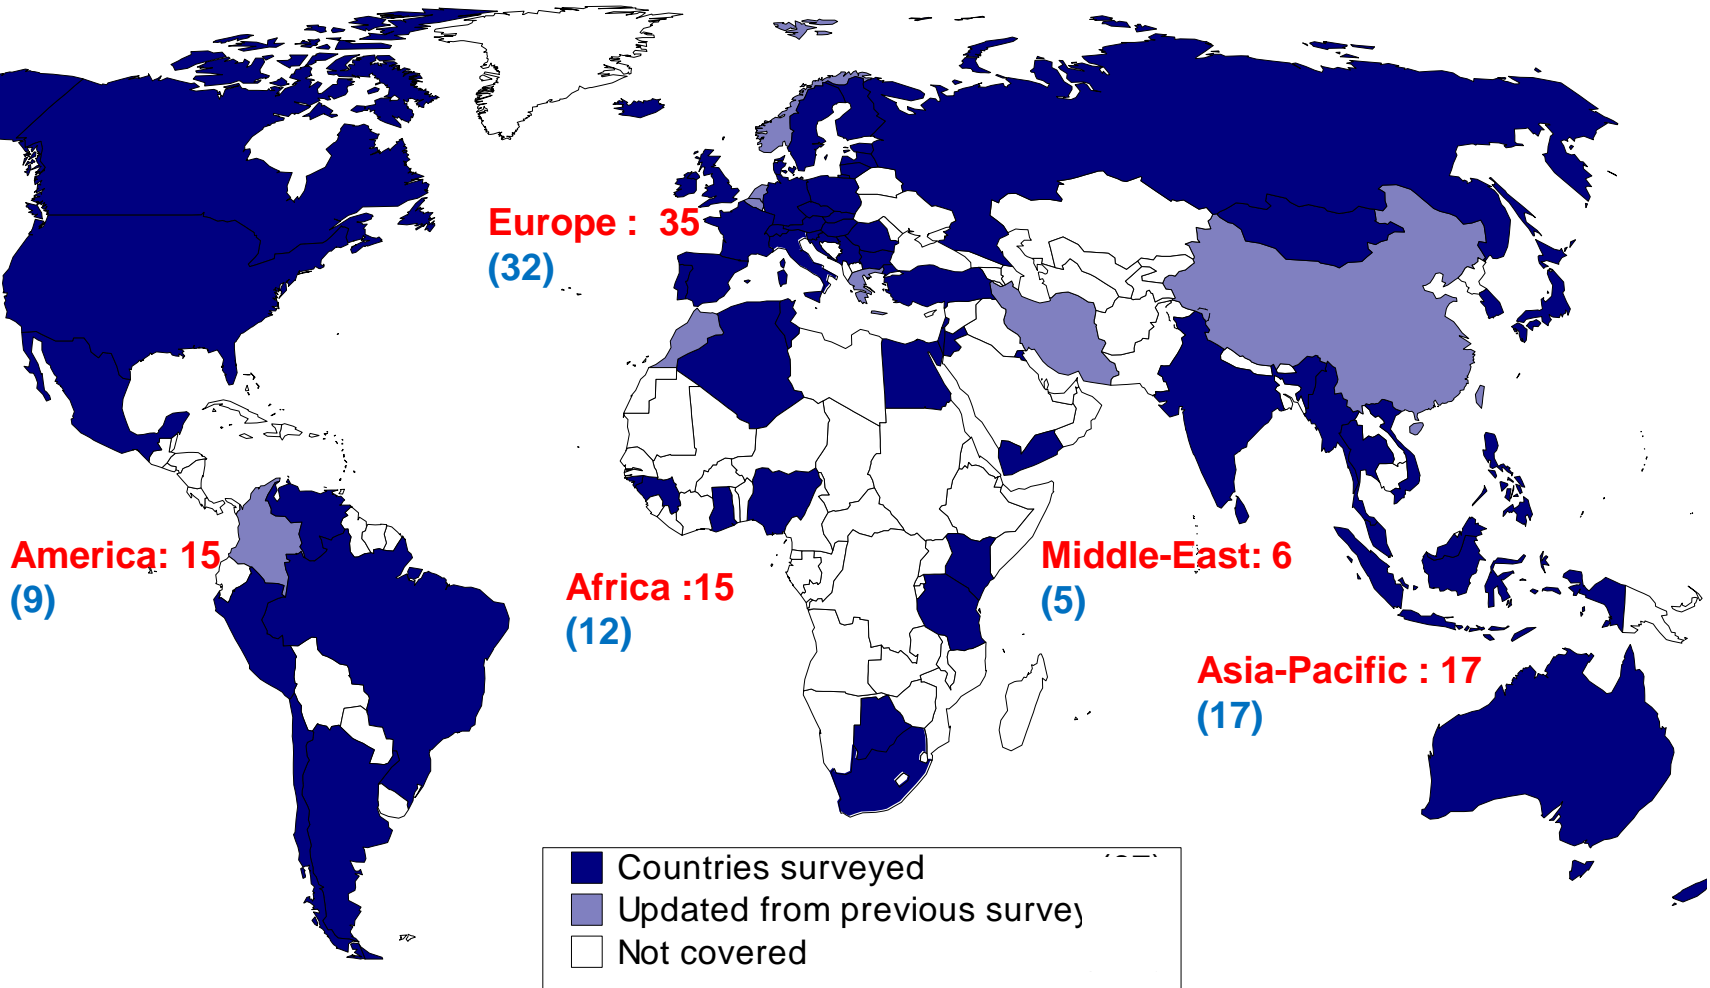 Europe : 35
(32)
America: 15
(9)
Africa :15
(12)
Middle-East: 6
(5)
Asia-Pacific : 17
(17)
Countries surveyed
Updated from previous survey
Not covered